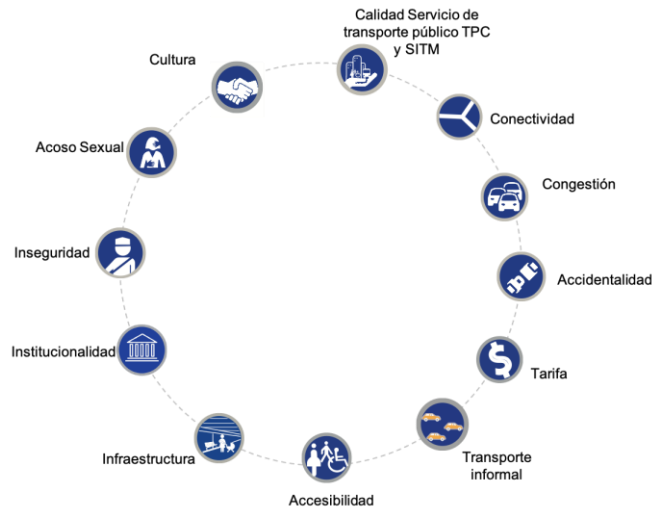 Calidad Servicio de
transporte público TPC
y SITM
Conectividad
Congestión
Accidentalidad
Tarifa
Transporte
informal
Accesibilidad
Infraestructura
Institucionalidad
Inseguridad
Acoso Sexual
Cultura